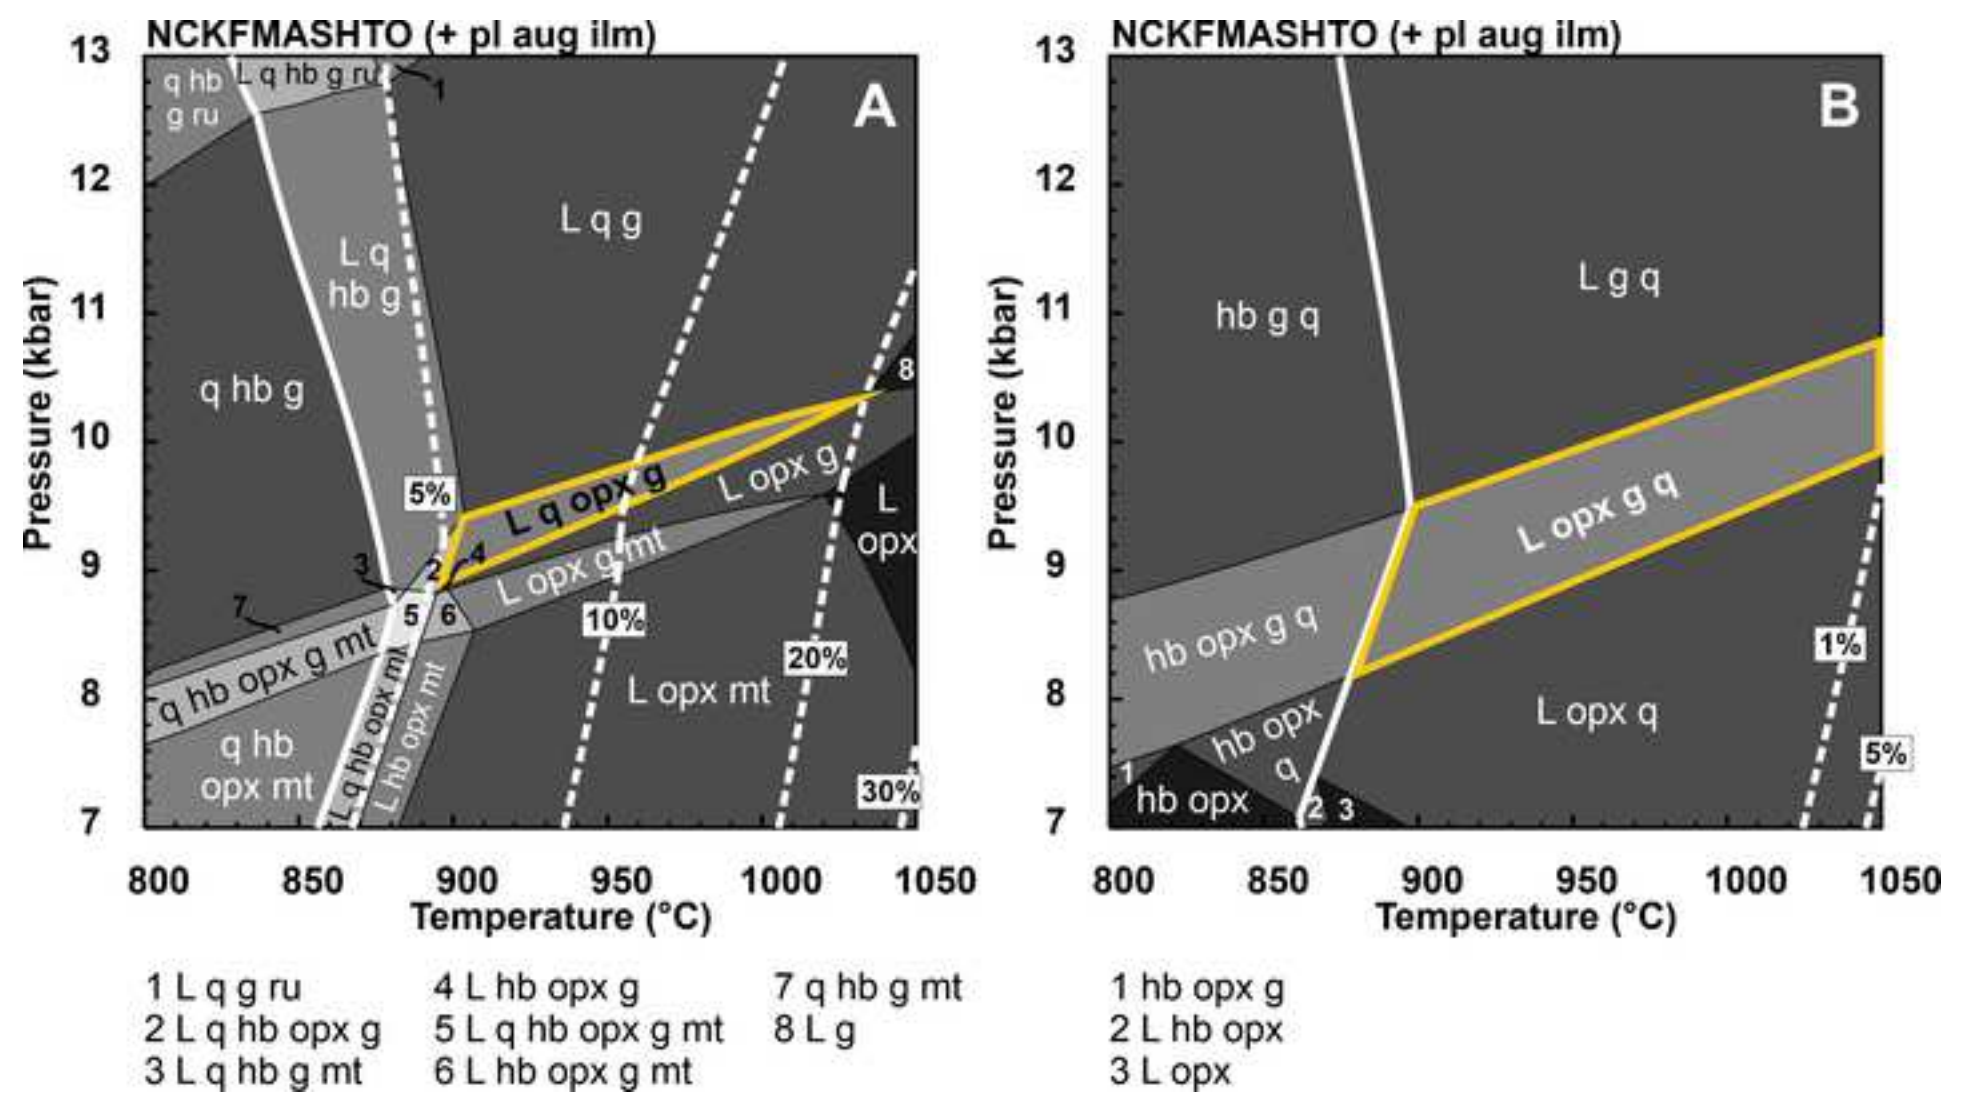 NCKFMASHTO (+ pl aug ilm)
A
Pressure (kbar)
13
12
11
10
9
8
7
q hb
g ru
L q hb g ru
1
L q g
L q
hb g
q hb g
5%
8
L q opx g
L opx g
L
opx
3
2
4
L opx g mt
7
5
6
10%
q hb opx g mt
20%
L opx mt
q hb
opx mt
L q hb opx mt
L hb opx mt
30%
800
850
900
950
1000
1050
Temperature (°C)
1 L q g ru
2 L q hb opx g
3 L q hb g mt
4 L hb opx g
5 L q hb opx g mt
6 L hb opx g mt
7 q hb g mt
8 L g
NCKFMASHTO (+ pl aug ilm)
B
Pressure (kbar)
13
12
11
10
9
8
7
hb g q
L g q
L opx g q
hb opx g q
1%
L opx q
hb opx
q
5%
1
hb opx
2
3
800
850
900
950
1000
1050
Temperature (°C)
1 hb opx g
2 L hb opx
3 L opx